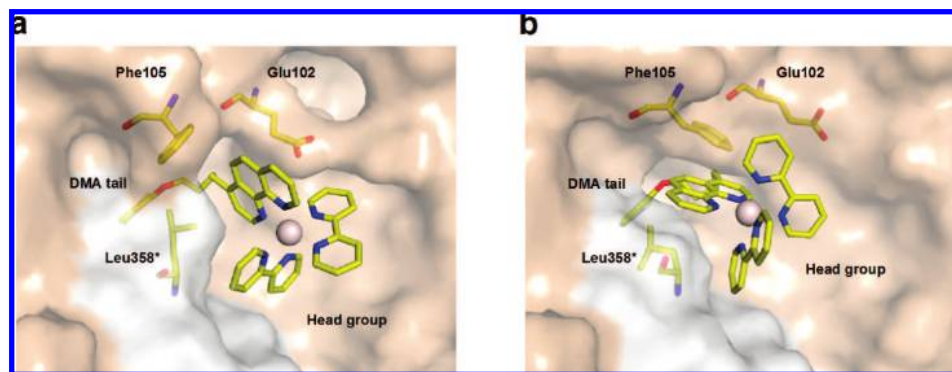 a
Phe105
Glu102
DMA tail
Leu358*
Head group
b
Phe105
Glu102
DMA tail
Leu358*
Head group